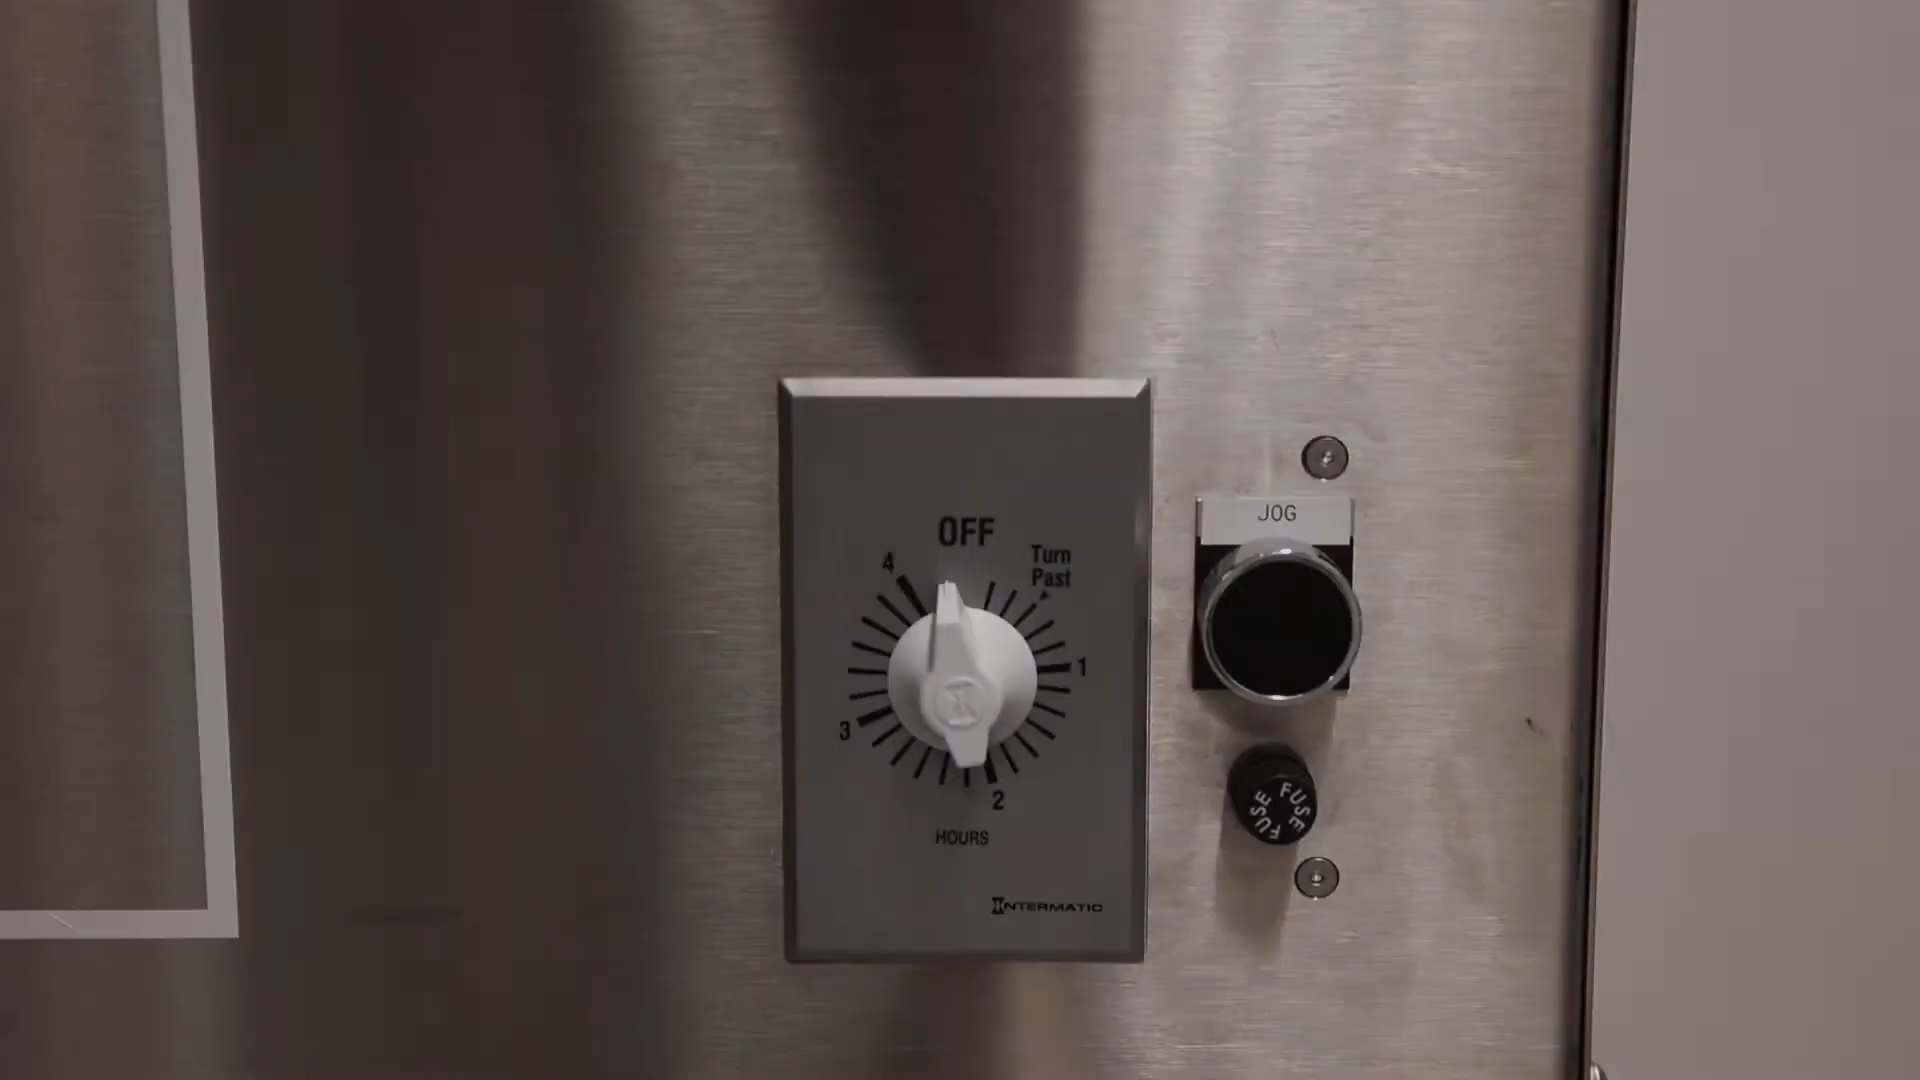 OFF
Turn
Past
4
1
3
2
HOURS
INTERMATIC
JOG
FUSE
FUSE